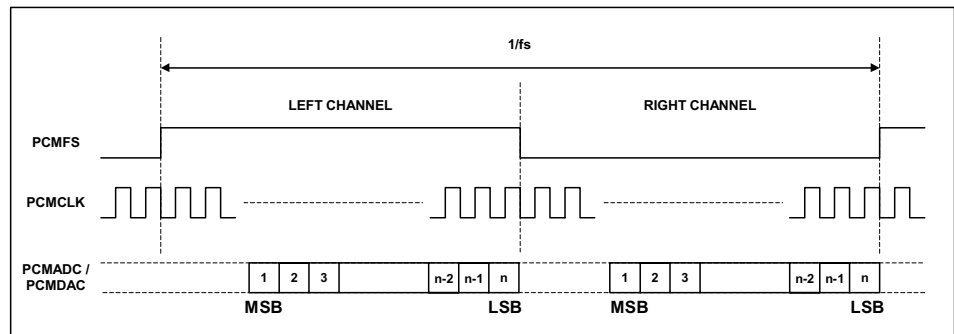 1/fs
LEFT CHANNEL RIGHT CHANNEL
PCMFS
PCMCLK
PCMADC /
PCMDAC
1 2 3 n-2 n-1 n 1 2 3 n-2 n-1 n
MSB LSB MSB LSB